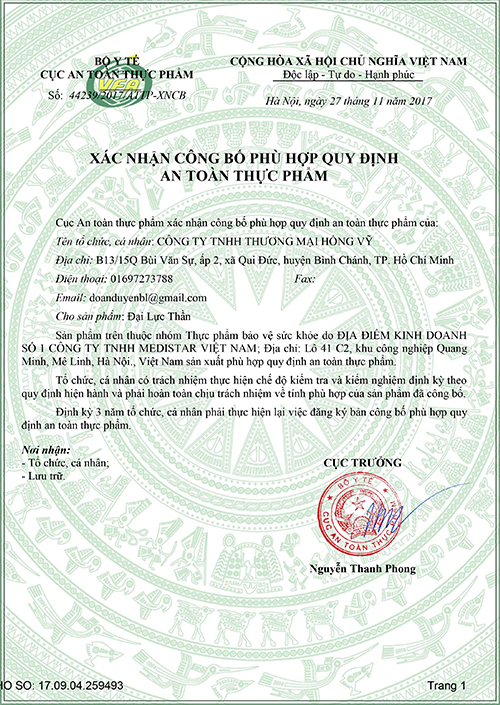 BỘ Y TẾ
CỤC AN TOÀN THỰC PHẨM
VFA
Số: 44239/2017/ATTP-XNCB
CỘNG HÒA XÃ HỘI CHỦ NGHĨA VIỆT NAM
Độc lập - Tự do - Hạnh phúc
Hà Nội, ngày 27 tháng 11 năm 2017
XÁC NHẬN CÔNG BỐ PHÙ HỢP QUY ĐỊNH
AN TOÀN THỰC PHẨM
Cục An toàn thực phẩm xác nhận công bố phù hợp quy định an toàn thực phẩm của:
Tên tổ chức, cá nhân: CÔNG TY TNHH THƯƠNG MẠI HỒNG VỸ
Địa chỉ: B13/15Q Bùi Văn Sự, ấp 2, xã Qui Đức, huyện Bình Chánh, TP. Hồ Chí Minh
Điện thoại: 01697273788 Fax:
Email: doanduyenbl@gmail.com
Cho sản phẩm: Đại Lực Thần
Sản phẩm trên thuộc nhóm Thực phẩm bảo vệ sức khỏe do ĐỊA ĐIỂM KINH DOANH
SỐ 1 CÔNG TY TNHH MEDISTAR VIỆT NAM; Địa chỉ: Lô 41 C2, khu công nghiệp Quang
Minh, Mê Linh, Hà Nội., Việt Nam sản xuất phù hợp quy định an toàn thực phẩm.
Tổ chức, cá nhân có trách nhiệm thực hiện chế độ kiểm tra và kiểm nghiệm định kỳ theo
quy định hiện hành và phải hoàn toàn chịu trách nhiệm về tính phù hợp của sản phẩm đã công bố.
Định kỳ 3 năm tổ chức, cá nhân phải thực hiện lại việc đăng ký bản công bố phù hợp quy
định an toàn thực phẩm.
Nơi nhận:
- Tổ chức, cá nhân;
- Lưu trữ.
CỤC TRƯỞNG
BỘ Y TẾ
CỤC AN TOÀN THỰC PHẨM
Nguyễn Thanh Phong
HO SO: 17.09.04.259493
Trang 1